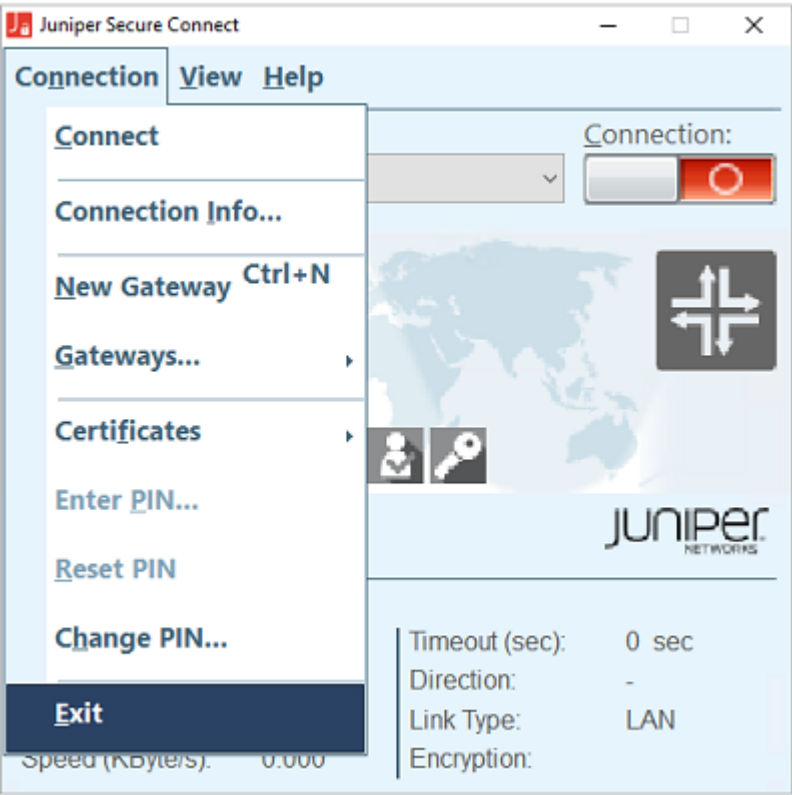 Juniper Secure Connect
Connection View Help
Connect
Connection:
Connection Info...
New Gateway Ctrl+N
Gateways...
Certificates
Enter PIN...
JUNIPEr
NETWORKS
Reset PIN
Change PIN...
Timeout (sec): 0 sec
Direction: -
Exit
Link Type: LAN
Speed (KByte/s): 0.000
Encryption: